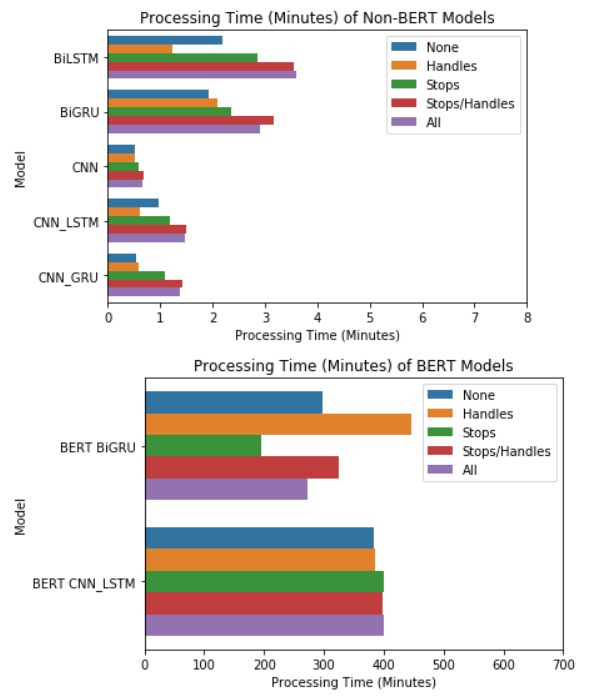 Processing Time (Minutes) of Non-BERT Models
None
Handles
Stops
Stops/Handles
All
Model
BiLSTM
BiGRU
CNN
CNN_LSTM
CNN_GRU
0 1 2 3 4 5 6 7 8
Processing Time (Minutes)
Processing Time (Minutes) of BERT Models
None
Handles
Stops
Stops/Handles
All
Model
BERT BiGRU
BERT CNN_LSTM
0 100 200 300 400 500 600 700
Processing Time (Minutes)